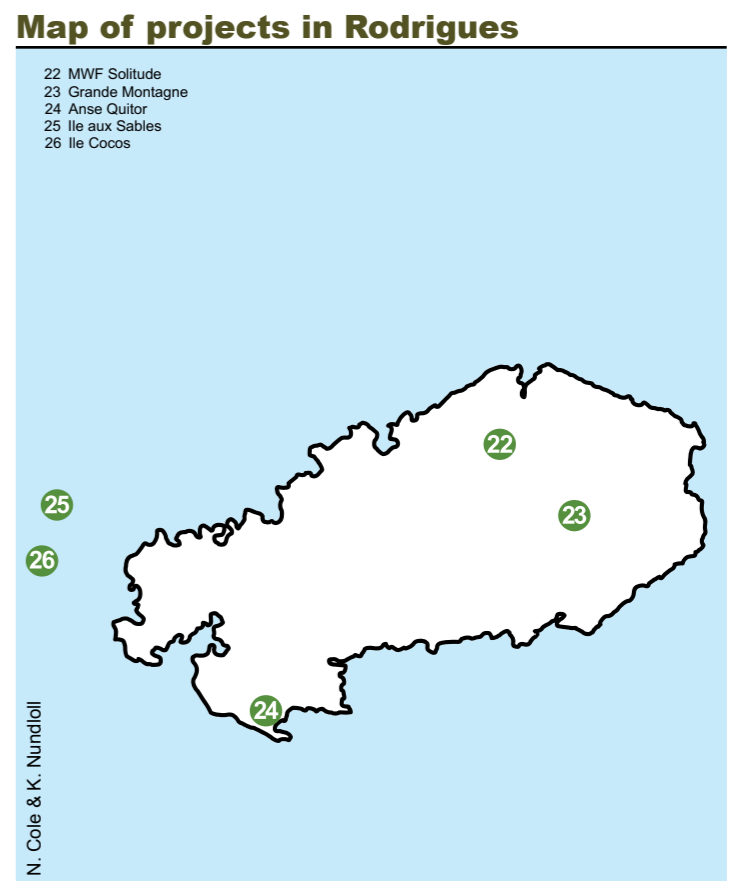 Map of projects in Rodrigues
22 MWF Solitude
23 Grande Montagne
24 Anse Quitor
25 Ile aux Sables
26 Ile Cocos
22
23
25
26
24
N. Cole & K. Nundloll